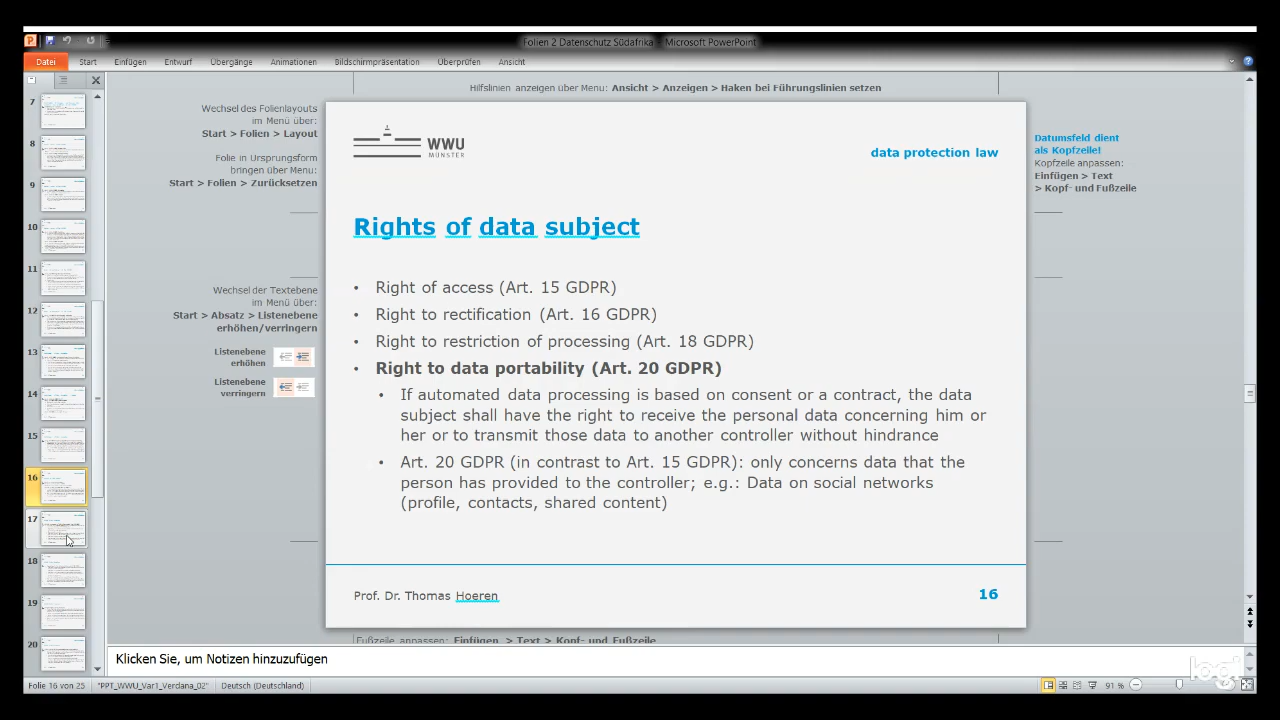 Folien 2 Datenschutz Südafrika - Microsoft PowerPoint
Datei Start Einfügen Entwurf Übergänge Animationen Bildschirmpräsentation Überprüfen Ansicht
Hilfslinien anzeigen über Menu: Ansicht > Anzeigen > Haken bei Führungslinien setzen
Wechsel des Folienlayouts
im Menü über:
Start > Folien > Layout
Folie in Ursprungsform
bringen über Menu:
Start > Folien > Zurücksetzen
Wechsel der Textebene
im Menü über:
Start > Absatz > Listenebene
erhöhen/verringern
Listenebene
erhöhen
Listenebene
verringern
WWU
MÜNSTER
data protection law
Rights of data subject
• Right of access (Art. 15 GDPR)
• Right to rectification (Art. 16 GDPR)
• Right to restriction of processing (Art. 18 GDPR)
• Right to data portability (Art. 20 GDPR)
• If automated data processing is based on consent or a contract, the data
subject shall have the right to receive the personal data concerning him or
her or to transmit those data to another controller without hindrance
• Art. 20 GDPR (in contrast to Art. 15 GDPR): only concerns data that the
person has provided to the controller; e.g.: Data on social networks
(profile, contacts, shared content)
Prof. Dr. Thomas Hoeren
16
Datumsfeld dient
als Kopfzeile!
Kopfzeile anpassen:
Einfügen > Text
> Kopf- und Fußzeile
Fußzeile anpassen: Einfügen > Text > Kopf- und Fußzeile
7
8
9
10
11
12
13
14
15
16
17
18
19
20
Klicken Sie, um Notizen hinzuzufügen
Folie 16 von 25 "PPT_WWU_Var1_Verdana_02" Deutsch (Deutschland) 91 %
logi